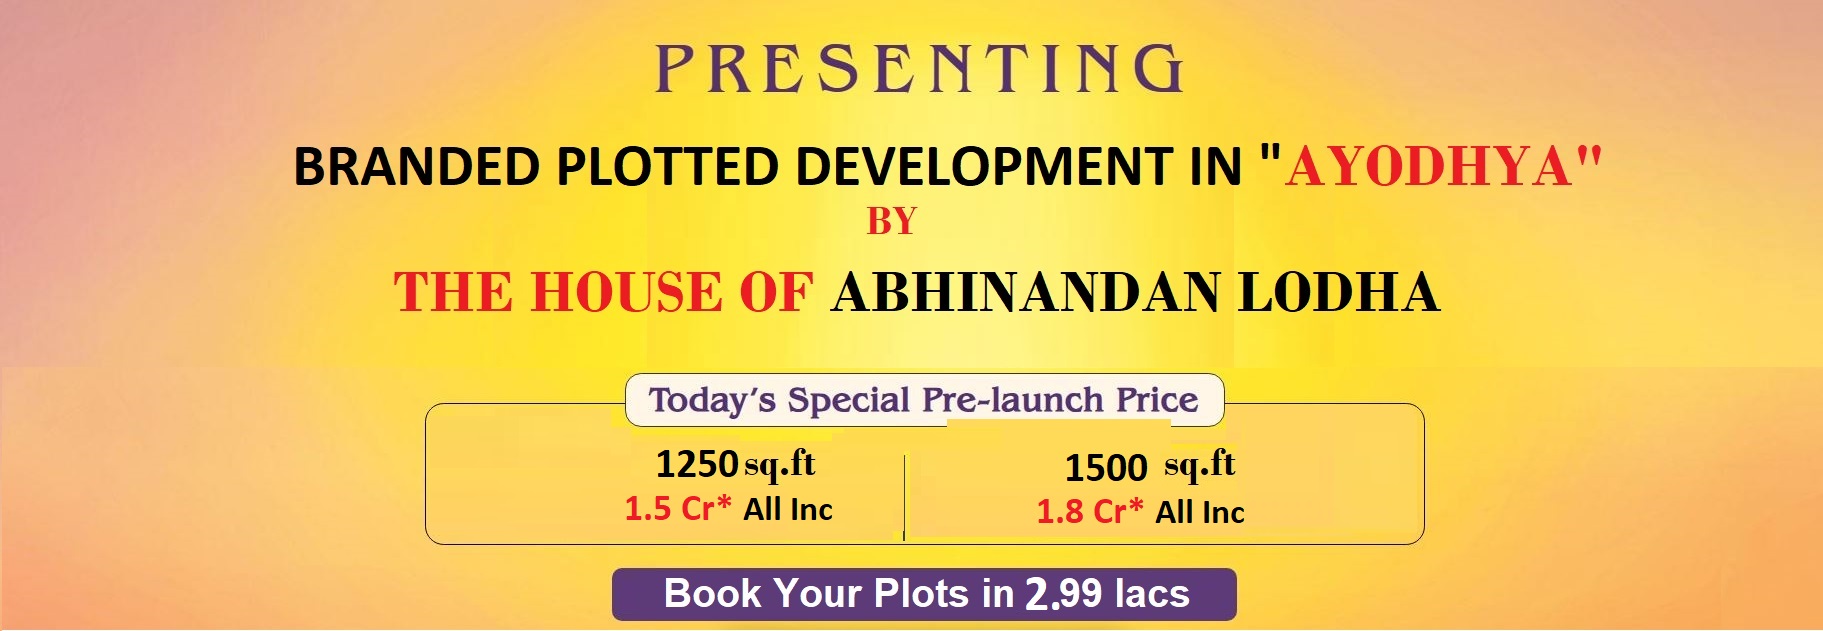 PRESENTING
BRANDED PLOTTED DEVELOPMENT IN "AYODHYA"
BY
THE HOUSE OF ABHINANDAN LODHA
Today's Special Pre-launch Price
1250 sq.ft
1.5 Cr* All Inc
1500 sq.ft
1.8 Cr* All Inc
Book Your Plots in 2.99 lacs